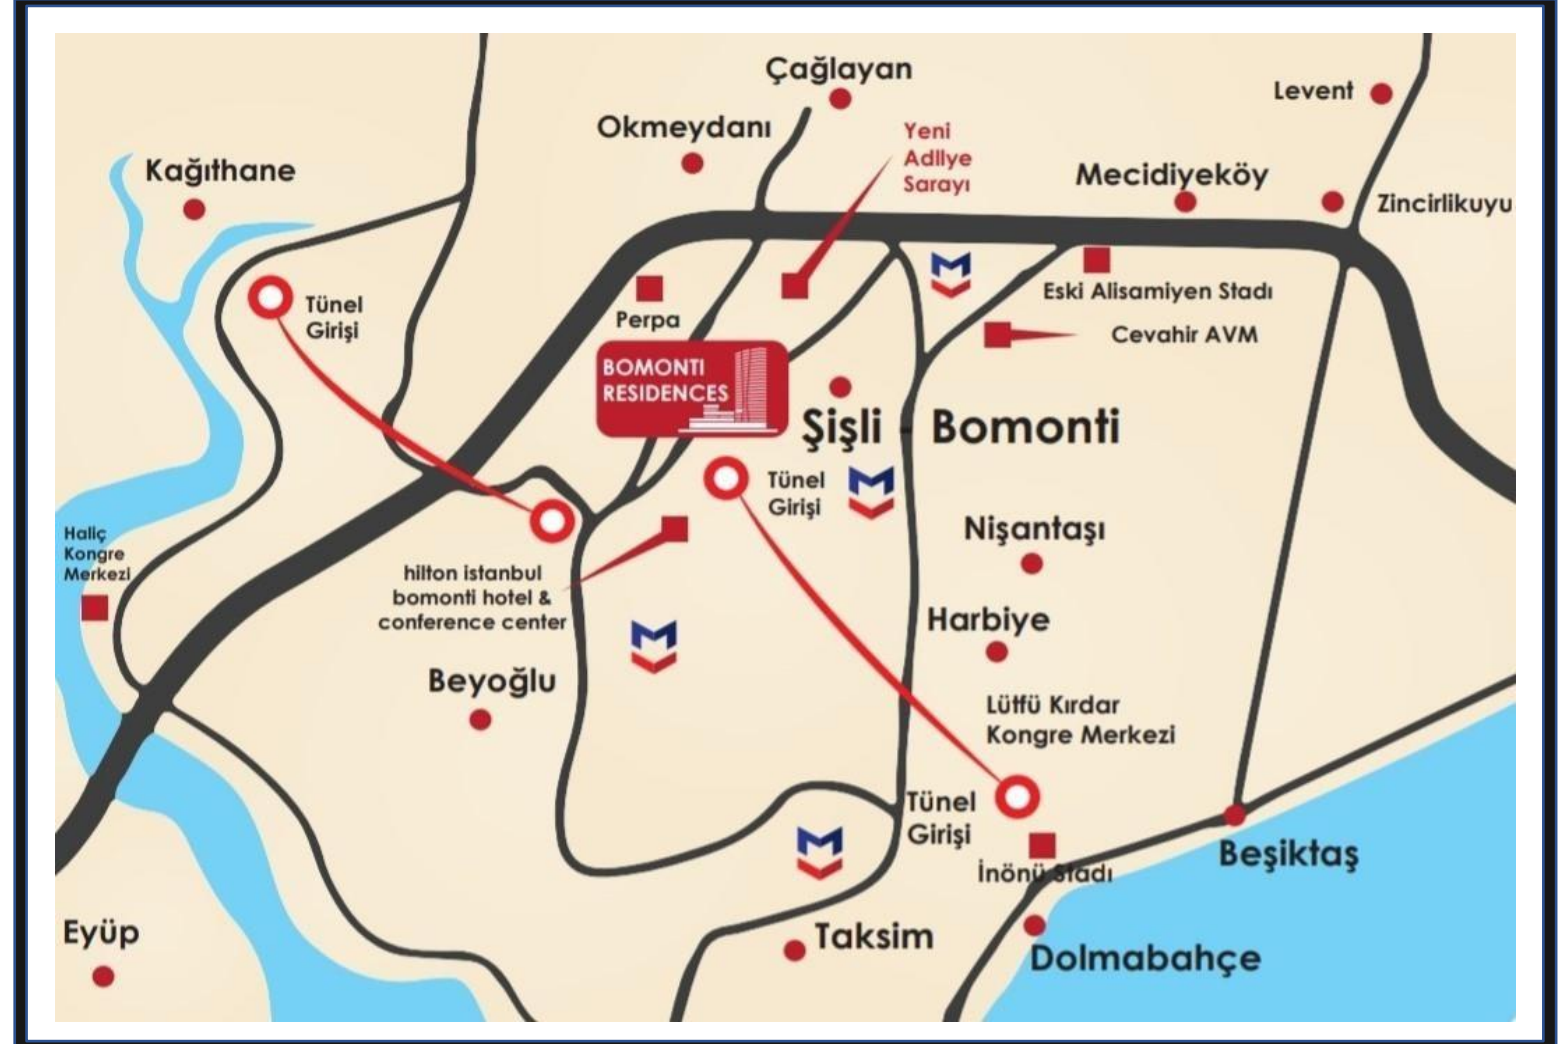 Çağlayan
Levent
Okmeydanı
Yeni
Adliye
Sarayı
Kağıthane
Mecidiyeköy
Zincirlikuyu
Tünel
Girişi
Perpa
Eski Alisamiyen Stadı
Cevahir AVM
BOMONTI
RESIDENCES
Şişli
Bomonti
Tünel
Girişi
Haliç
Kongre
Merkezi
Nişantaşı
hilton istanbul
bomonti hotel &
conference center
Harbiye
Beyoğlu
Lütfü Kırdar
Kongre Merkezi
Tünel
Girişi
İnönü Stadı
Beşiktaş
Eyüp
Taksim
Dolmabahçe